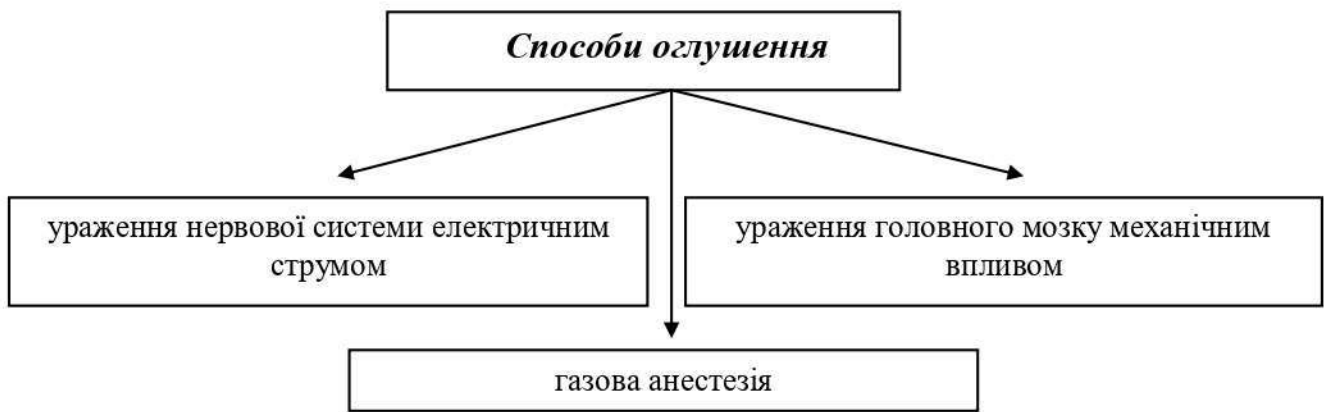 Способи оглушення
ураження нервової системи електричним
струмом
ураження головного мозку механічним
впливом
газова анестезія